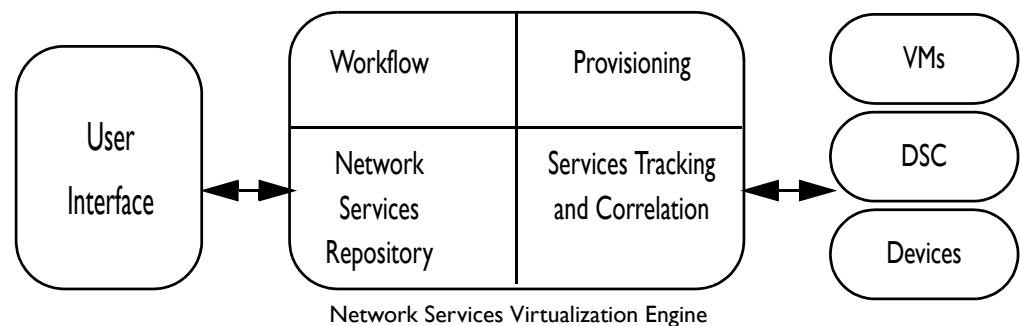 User
Interface
Workflow
Provisioning
Network
Services
Repository
Services Tracking
and Correlation
VMs
DSC
Devices
Network Services Virtualization Engine